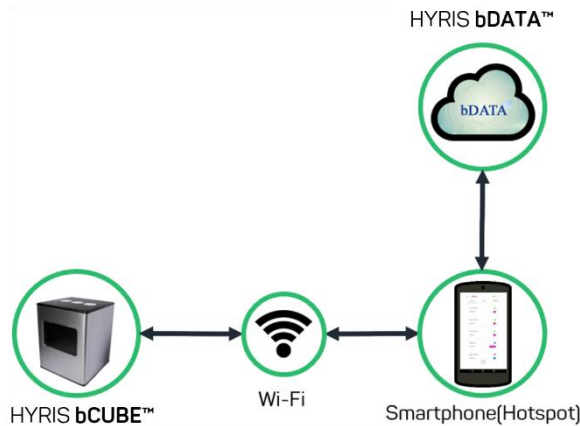 HYRIS bDATA™
bDATA
Wi-Fi
HYRIS bCUBE™
Smartphone(Hotspot)